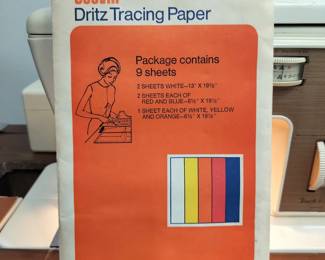 Dritz Tracing Paper
Package contains
9 sheets
2 SHEETS WHITE—13" X 19½"
2 SHEETS EACH OF
RED AND BLUE—6½" X 19½"
1 SHEET EACH OF WHITE, YELLOW
AND ORANGE—6½" X 19½"